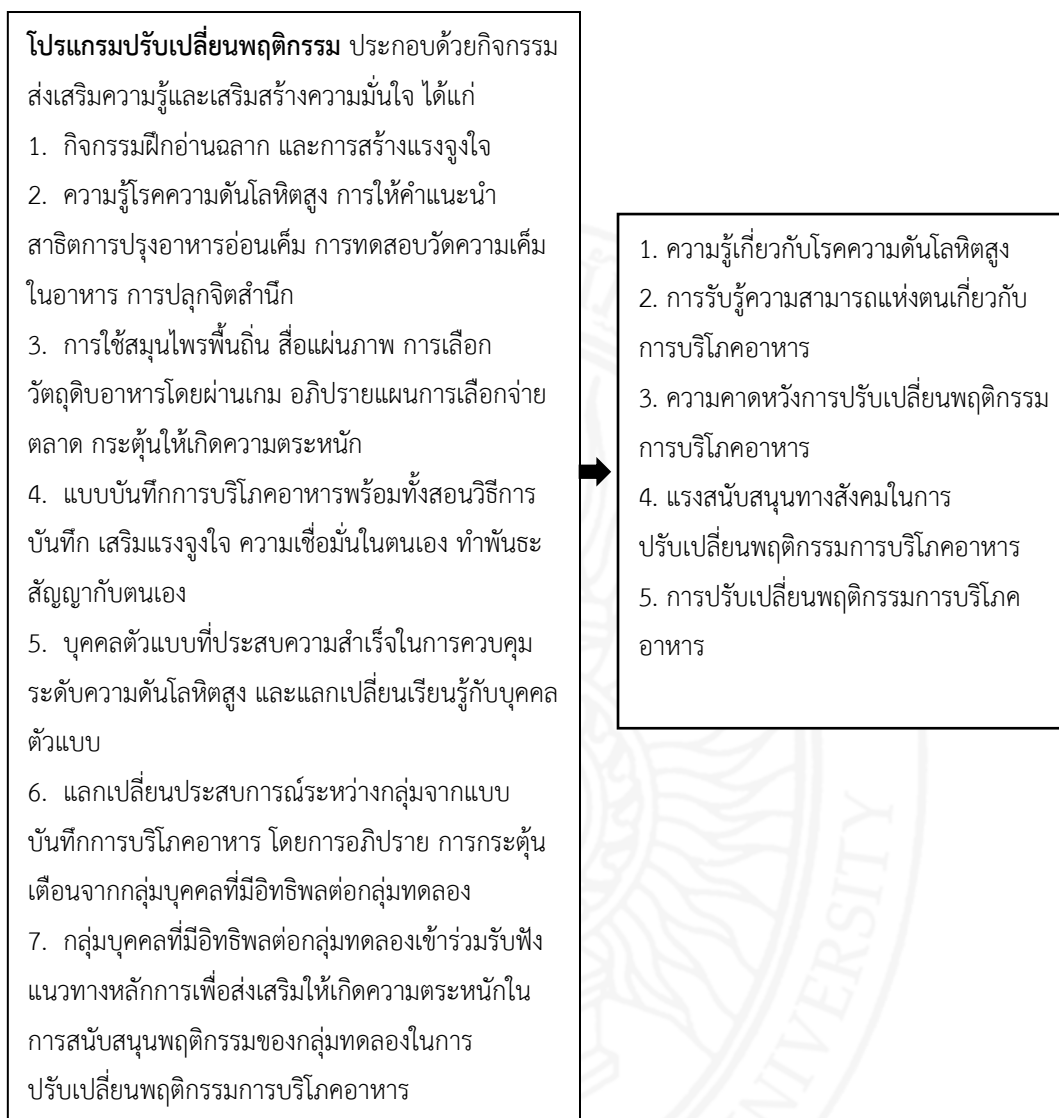 โปรแกรมปรับเปลี่ยนพฤติกรรม ประกอบด้วยกิจกรรม
ส่งเสริมความรู้และเสริมสร้างความมั่นใจ ได้แก่
1. กิจกรรมฝึกอ่านฉลาก และการสร้างแรงจูงใจ
2. ความรู้โรคความดันโลหิตสูง การให้คำแนะนำ
สาธิตการปรุงอาหารอ่อนเค็ม การทดสอบวัดความเค็ม
ในอาหาร การปลุกจิตสำนึก
3. การใช้สมุนไพรพื้นถิ่น สื่อแผ่นภาพ การเลือก
วัตถุดิบอาหารโดยผ่านเกม อภิปรายแผนการเลือกจ่าย
ตลาด กระตุ้นให้เกิดความตระหนัก
4. แบบบันทึกการบริโภคอาหารพร้อมทั้งสอนวิธีการ
บันทึก เสริมแรงจูงใจ ความเชื่อมั่นในตนเอง ทำพันธะ
สัญญากับตนเอง
5. บุคคลตัวแบบที่ประสบความสำเร็จในการควบคุม
ระดับความดันโลหิตสูง และแลกเปลี่ยนเรียนรู้กับบุคคล
ตัวแบบ
6. แลกเปลี่ยนประสบการณ์ระหว่างกลุ่มจากแบบ
บันทึกการบริโภคอาหาร โดยการอภิปราย การกระตุ้น
เตือนจากกลุ่มบุคคลที่มีอิทธิพลต่อกลุ่มทดลอง
7. กลุ่มบุคคลที่มีอิทธิพลต่อกลุ่มทดลองเข้าร่วมรับฟัง
แนวทางหลักการเพื่อส่งเสริมให้เกิดความตระหนักใน
การสนับสนุนพฤติกรรมของกลุ่มทดลองในการ
ปรับเปลี่ยนพฤติกรรมการบริโภคอาหาร
1. ความรู้เกี่ยวกับโรคความดันโลหิตสูง
2. การรับรู้ความสามารถแห่งตนเกี่ยวกับ
การบริโภคอาหาร
3. ความคาดหวังการปรับเปลี่ยนพฤติกรรม
การบริโภคอาหาร
4. แรงสนับสนุนทางสังคมในการ
ปรับเปลี่ยนพฤติกรรมการบริโภคอาหาร
5. การปรับเปลี่ยนพฤติกรรมการบริโภค
อาหาร
UNIVERSITY